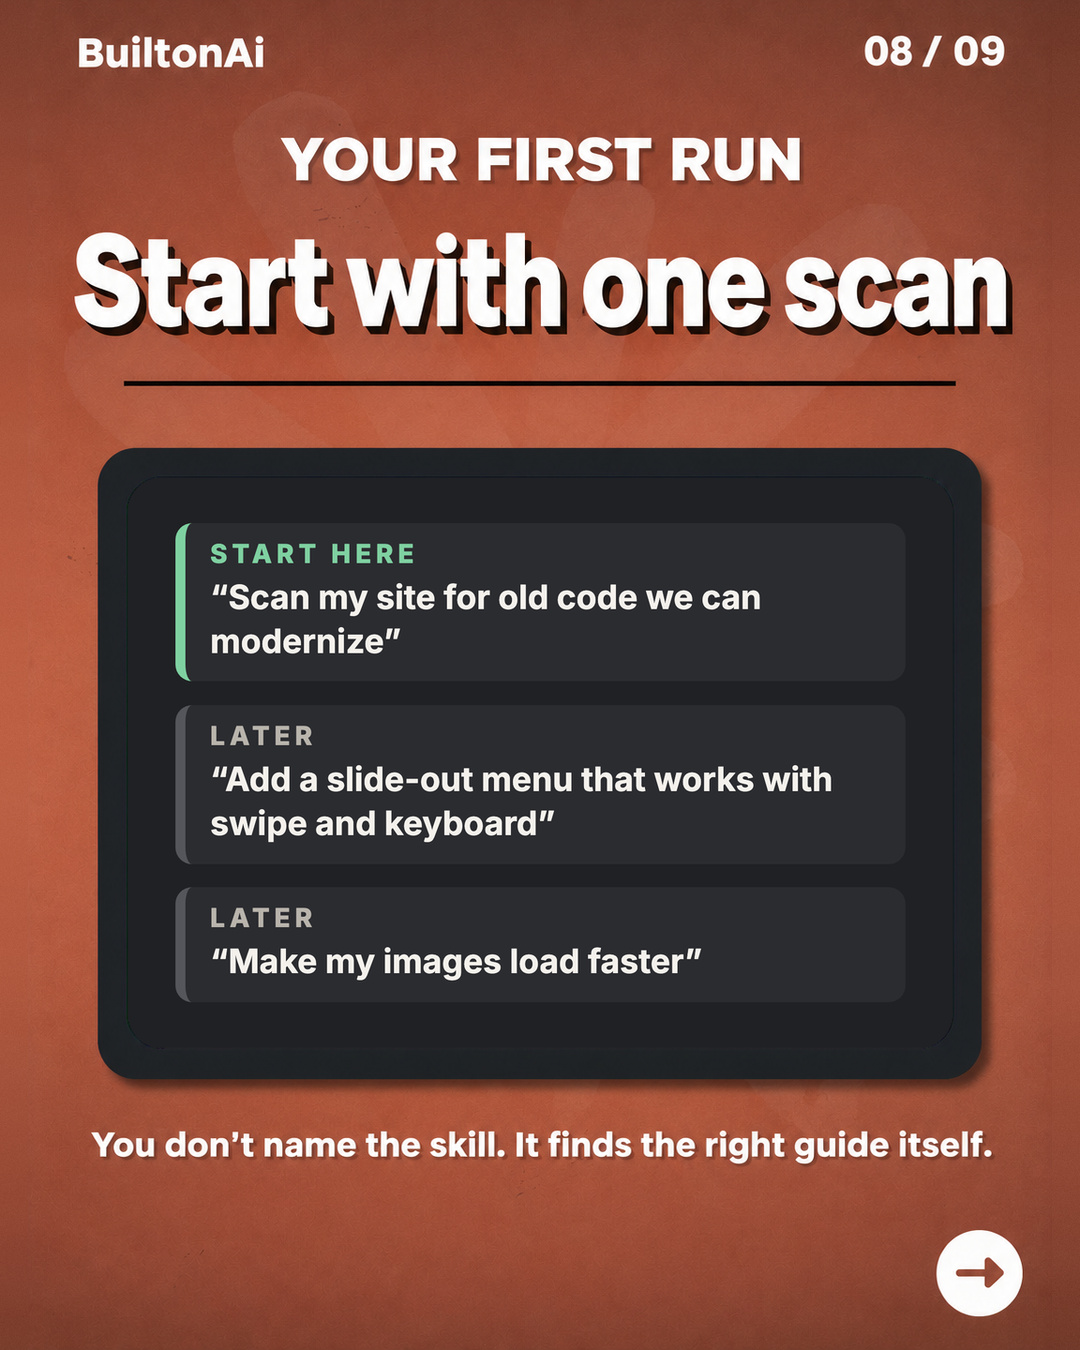 BuiltonAi
08 / 09
YOUR FIRST RUN
Start with one scan
START HERE
“Scan my site for old code we can
modernize”
LATER
“Add a slide-out menu that works with
swipe and keyboard”
LATER
“Make my images load faster”
You don’t name the skill. It finds the right guide itself.